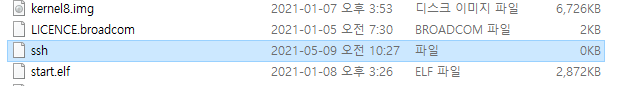 kernel8.img 2021-01-07 오후 3:53 디스크 이미지 파일 6,726KB
LICENCE.broadcom 2021-01-05 오전 7:30 BROADCOM 파일 2KB
ssh 2021-05-09 오전 10:27 파일 0KB
start.elf 2021-01-08 오후 3:26 ELF 파일 2,872KB